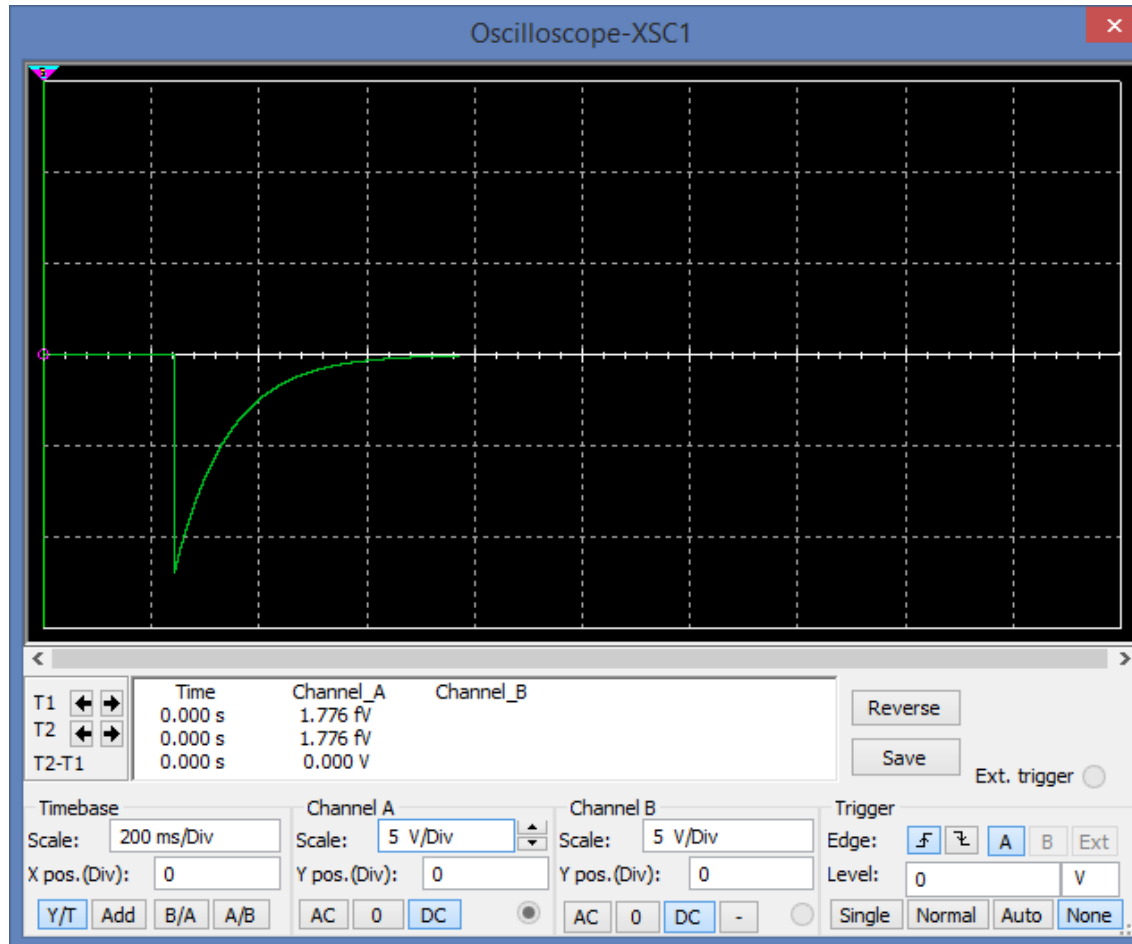 Oscilloscope-XSC1
Time Channel_A Channel_B
T1 0.000 s 1.776 fV
T2 0.000 s 1.776 fV
T2-T1 0.000 s 0.000 V
Reverse
Save
Ext. trigger
Timebase
Scale: 200 ms/Div
X pos.(Div): 0
Y/T Add B/A A/B
Channel A
Scale: 5 V/Div
Y pos.(Div): 0
AC 0 DC
Channel B
Scale: 5 V/Div
Y pos.(Div): 0
AC 0 DC -
Trigger
Edge: A B Ext
Level: 0 V
Single Normal Auto None